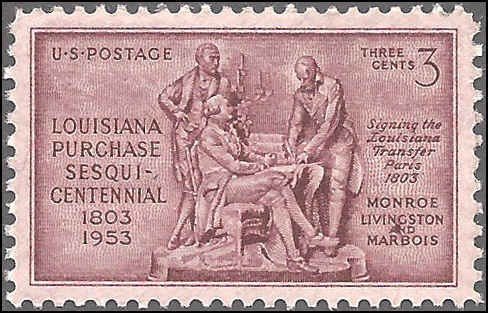 U·S·POSTAGE
THREE
CENTS 3
LOUISIANA
PURCHASE
SESQUI-
CENTENNIAL
1803
1953
Signing the
Louisiana
Transfer
Paris
1803
MONROE
LIVINGSTON
AND
MARBOIS